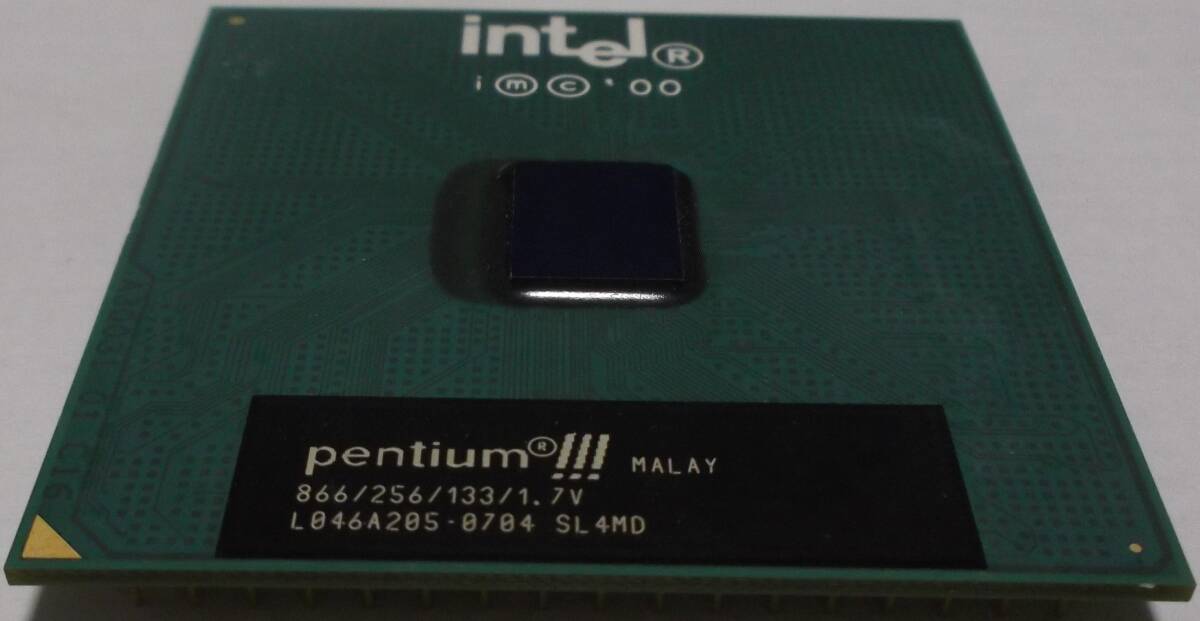 intel®
i ⓜ © '00
pentium® !!! MALAY
866/256/133/1.7V
L046A205-0704 SL4MD